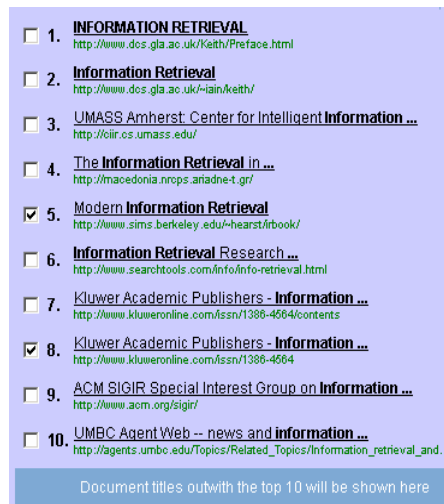 1. INFORMATION RETRIEVAL
http://www.dcs.gla.ac.uk/Keith/Preface.html
2. Information Retrieval
http://www.dcs.gla.ac.uk/~iain/keith/
3. UMASS Amherst: Center for Intelligent Information ...
http://ciir.cs.umass.edu/
4. The Information Retrieval in ...
http://macedonia.nrcps.ariadne-t.gr/
5. Modern Information Retrieval
http://www.sims.berkeley.edu/~hearst/irbook/
6. Information Retrieval Research ...
http://www.searchtools.com/info/info-retrieval.html
7. Kluwer Academic Publishers - Information ...
http://www.kluweronline.com/issn/1386-4564/contents
8. Kluwer Academic Publishers - Information ...
http://www.kluweronline.com/issn/1386-4564
9. ACM SIGIR Special Interest Group on Information ...
http://www.acm.org/sigir/
10. UMBC Agent Web -- news and information ...
http://agents.umbc.edu/Topics/Related_Topics/Information_retrieval_and.
Document titles outwith the top 10 will be shown here